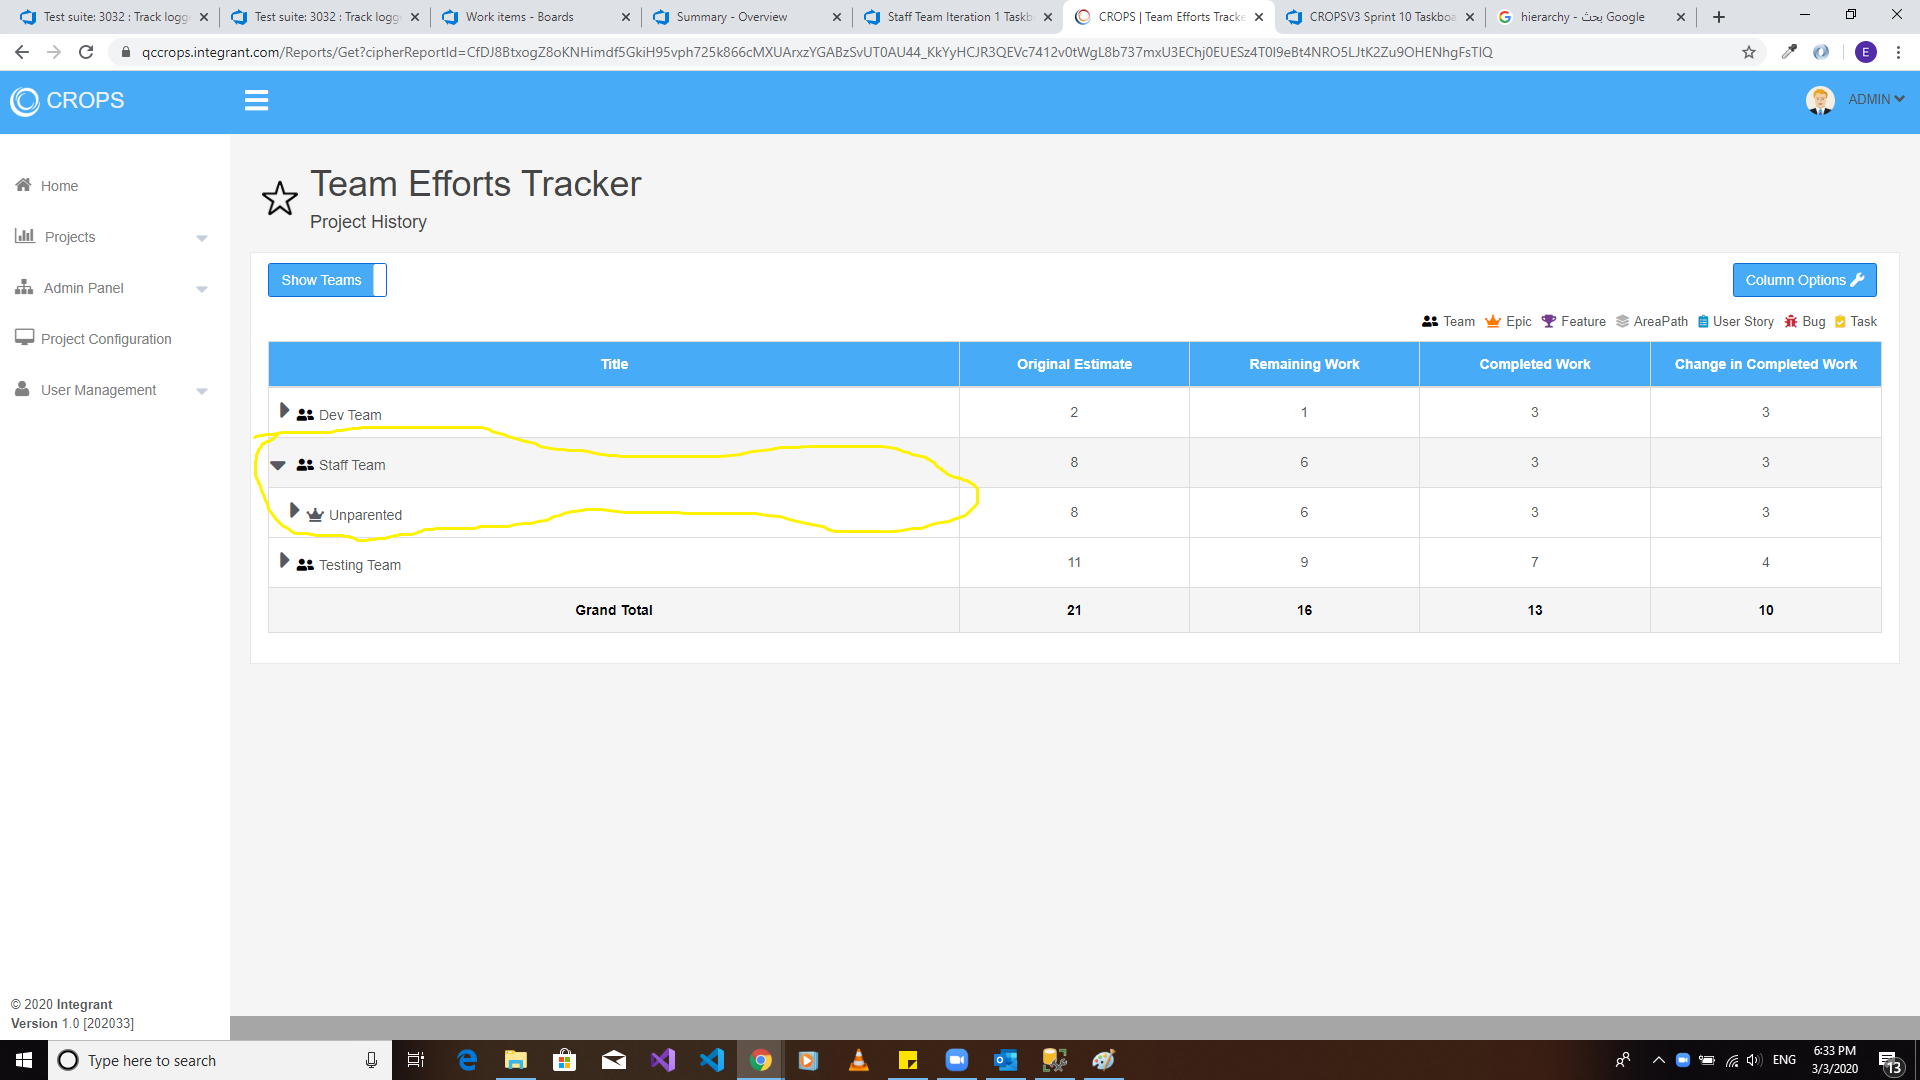 Test suite: 3032 : Track logge
Test suite: 3032 : Track logge
Work items - Boards
Summary - Overview
Staff Team Iteration 1 Taskb
CROPS | Team Efforts Tracke
CROPSV3 Sprint 10 Taskboa
hierarchy - بحث Google
qccrops.integrant.com/Reports/Get?cipherReportId=CfDJ8BtxogZ8oKNHimdf5GkiH95vph725k866cMXUArxzYGABzSvUT0AU44_KkYyHCJR3QEVc7412v0tWgL8b737mxU3EChj0EUESz4T0I9eBt4NRO5LJtK2Zu9OHENhgFsTIQ
E
CROPS
ADMIN
Home
Projects
Admin Panel
Project Configuration
User Management
Team Efforts Tracker
Project History
Show Teams
Column Options
Team Epic Feature AreaPath User Story Bug Task
Title Original Estimate Remaining Work Completed Work Change in Completed Work
Dev Team 2 1 3 3
Staff Team 8 6 3 3
Unparented 8 6 3 3
Testing Team 11 9 7 4
Grand Total 21 16 13 10
© 2020 Integrant
Version 1.0 [202033]
Type here to search
ENG
6:33 PM
3/3/2020
13